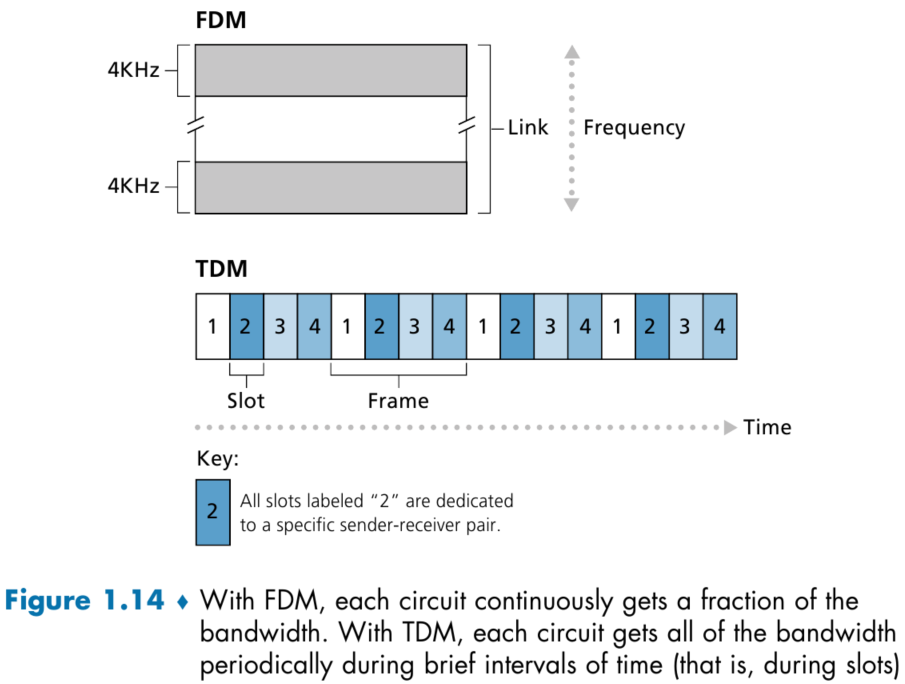 FDM
4KHz
Link
Frequency
4KHz
TDM
1 2 3 4 1 2 3 4 1 2 3 4 1 2 3 4
Slot
Frame
Time
Key:
2
All slots labeled “2” are dedicated
to a specific sender-receiver pair.
Figure 1.14 ♦ With FDM, each circuit continuously gets a fraction of the
bandwidth. With TDM, each circuit gets all of the bandwidth
periodically during brief intervals of time (that is, during slots)